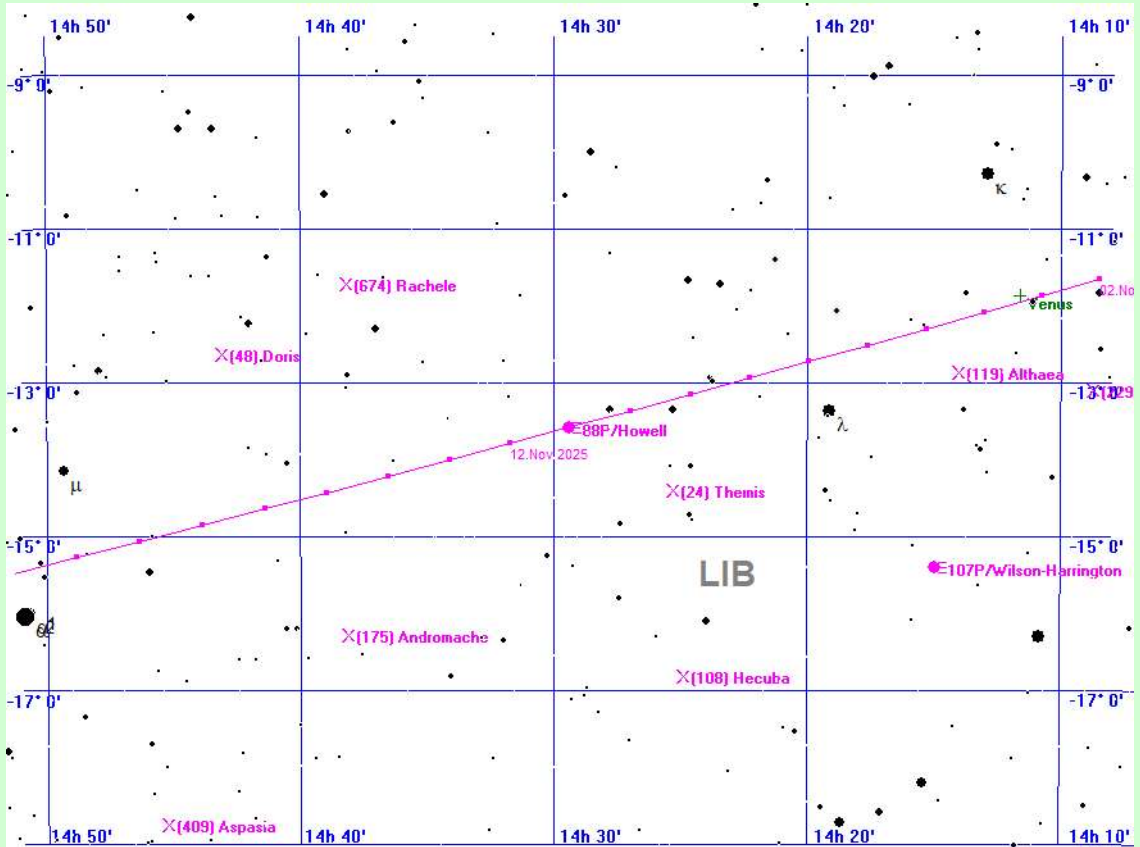 14h 50'
14h 40'
14h 30'
14h 20'
14h 10'
-9° 0'
-9° 0'
κ
-11° 0'
-11° 0'
(674) Rachele
02.No
Venus
(48) Doris
(119) Althaea
-13° 0'
-13° 0'
λ
88P/Howell
12.Nov.2025
μ
(24) Themis
-15° 0'
-15° 0'
LIB
107P/Wilson-Harrington
(175) Andromache
(108) Hecuba
-17° 0'
-17° 0'
(409) Aspasia
14h 50'
14h 40'
14h 30'
14h 20'
14h 10'